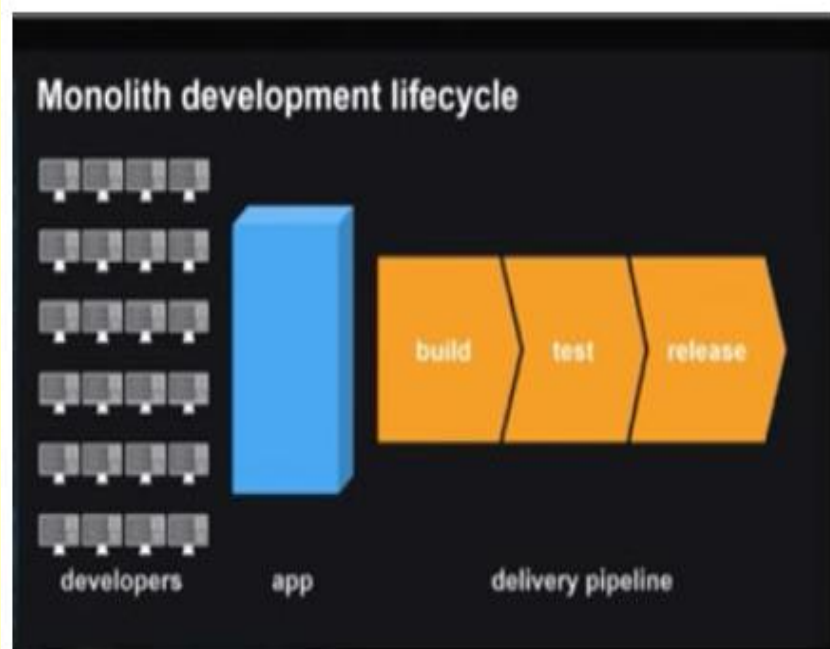 Monolith development lifecycle
build
test
release
developers
app
delivery pipeline